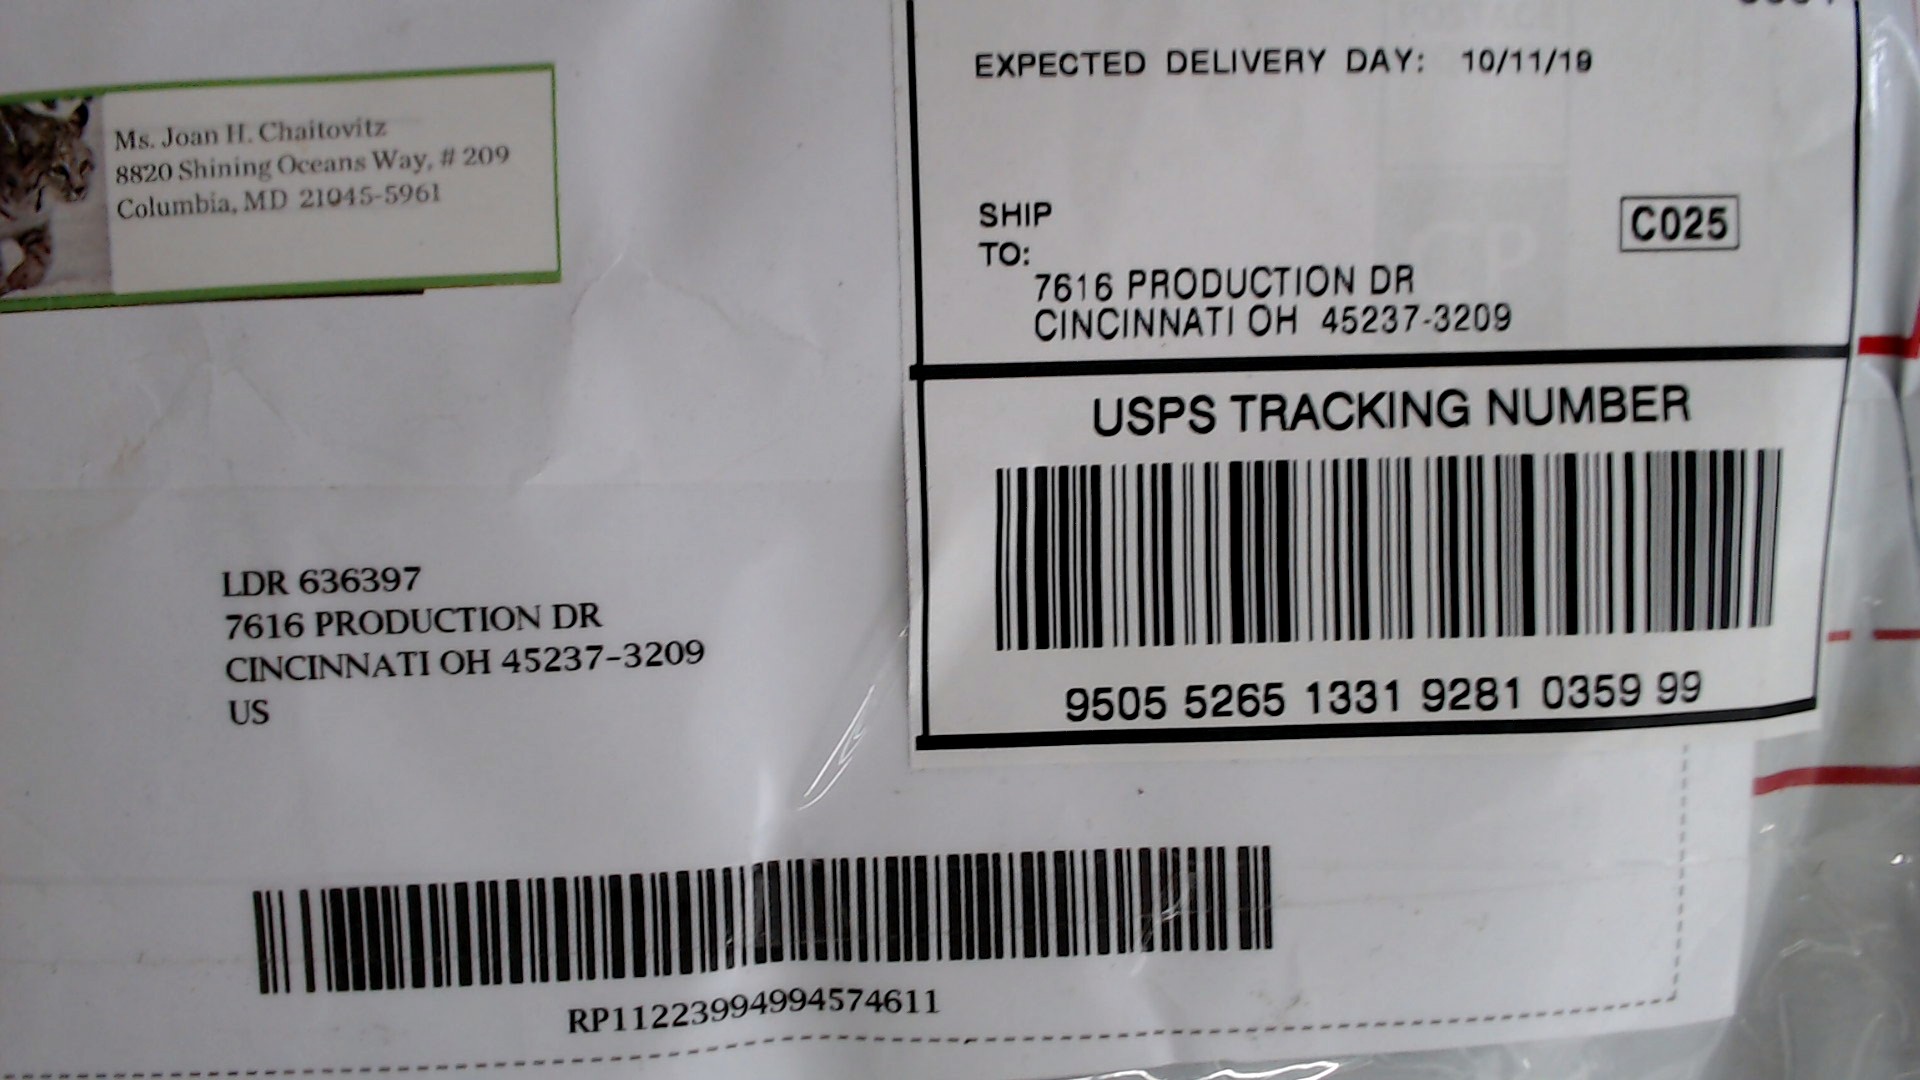 Ms. Joan H. Chaitovitz
8820 Shining Oceans Way, # 209
Columbia, MD 21045-5961
EXPECTED DELIVERY DAY: 10/11/19
SHIP
TO:
C025
7616 PRODUCTION DR
CINCINNATI OH 45237-3209
USPS TRACKING NUMBER
9505 5265 1331 9281 0359 99
LDR 636397
7616 PRODUCTION DR
CINCINNATI OH 45237-3209
US
RP11223994994574611